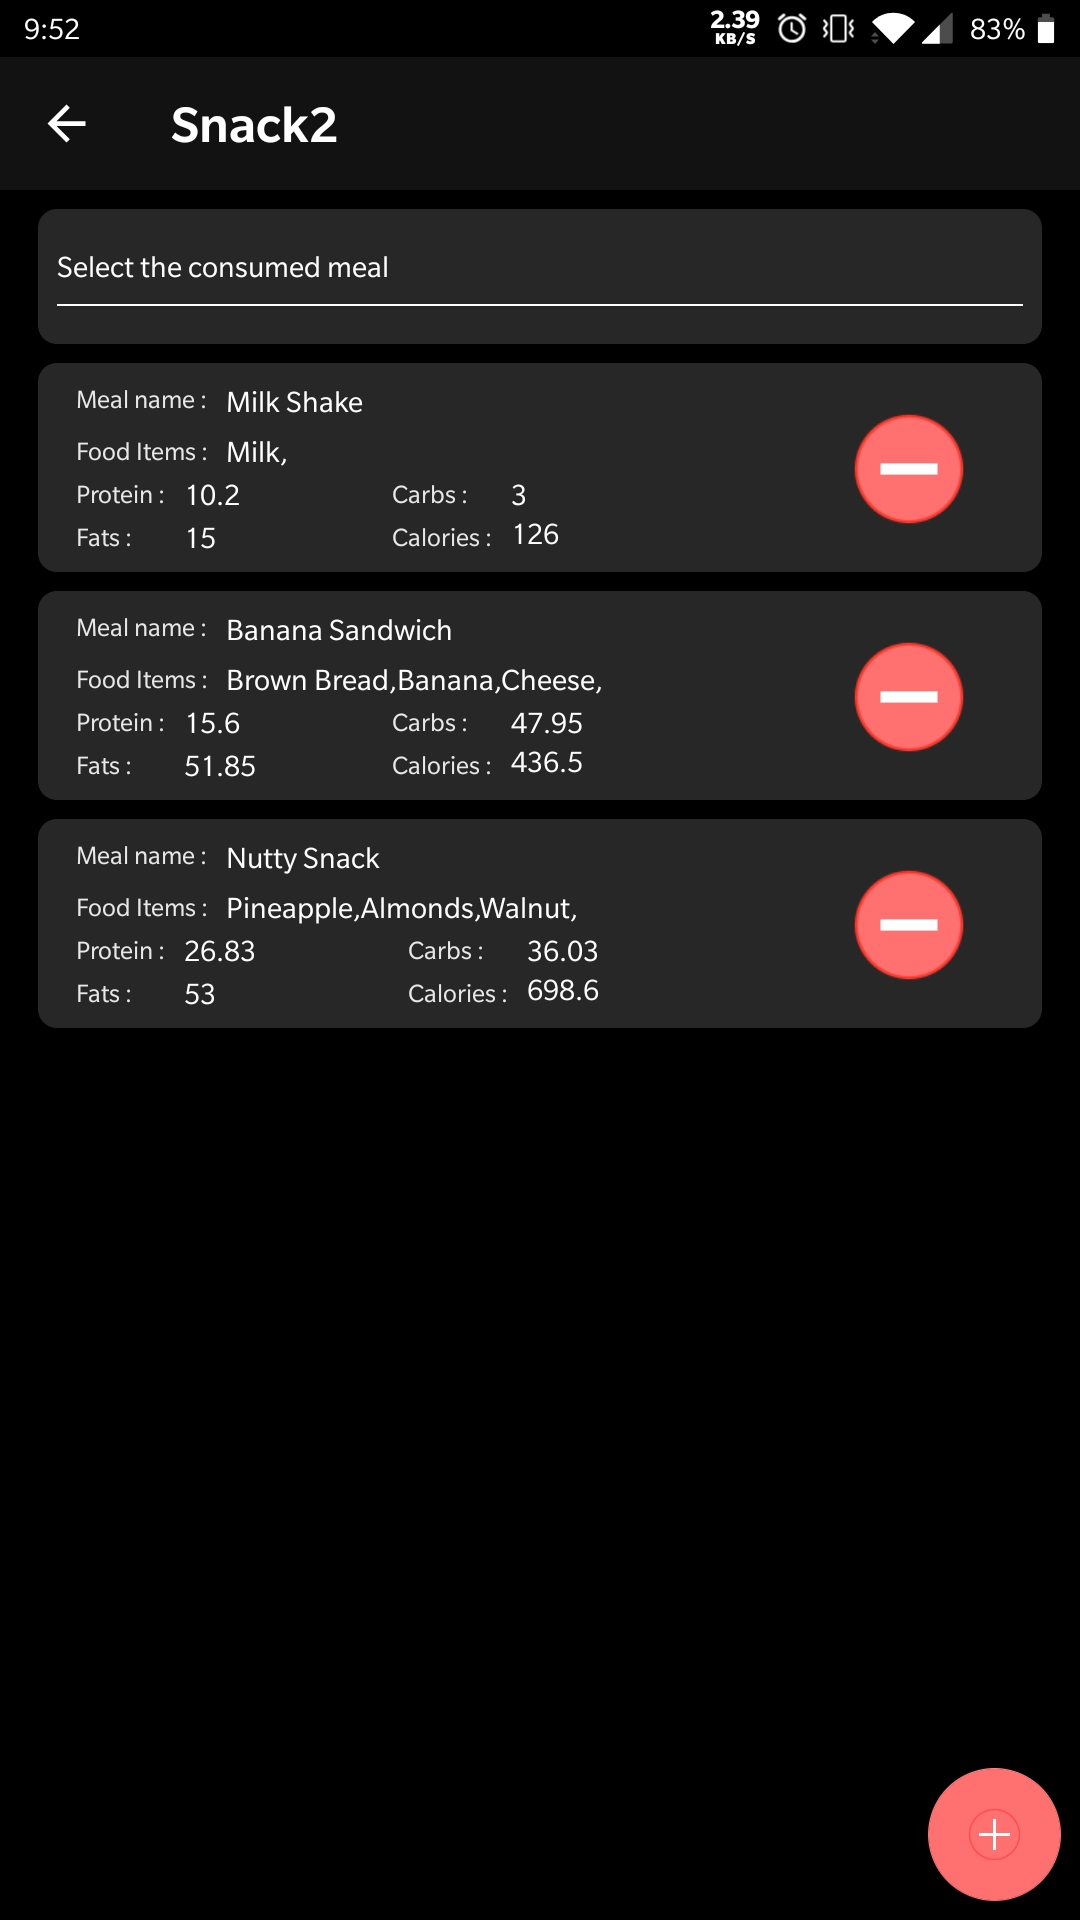 9:52 2.39 KB/S 83%
Snack2
Select the consumed meal
Meal name : Milk Shake
Food Items : Milk,
Protein : 10.2 Carbs : 3
Fats : 15 Calories : 126
Meal name : Banana Sandwich
Food Items : Brown Bread,Banana,Cheese,
Protein : 15.6 Carbs : 47.95
Fats : 51.85 Calories : 436.5
Meal name : Nutty Snack
Food Items : Pineapple,Almonds,Walnut,
Protein : 26.83 Carbs : 36.03
Fats : 53 Calories : 698.6